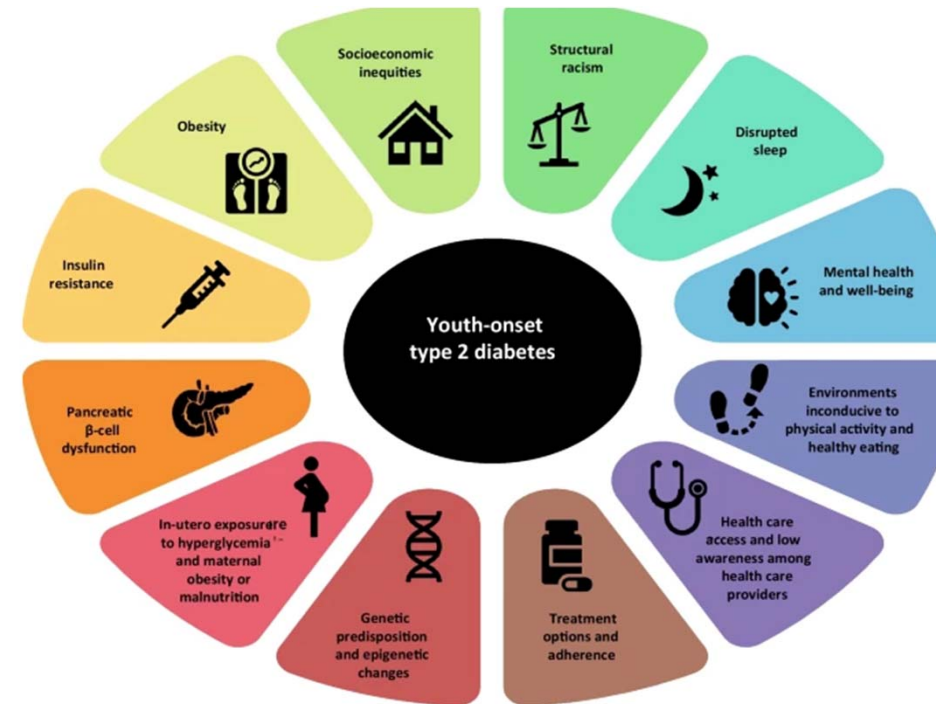 Youth-onset
type 2 diabetes
Socioeconomic
inequities
Structural
racism
Disrupted
sleep
Mental health
and well-being
Environments
inconducive to
physical activity and
healthy eating
Health care
access and low
awareness among
health care
providers
Treatment
options and
adherence
Genetic
predisposition
and epigenetic
changes
In-utero exposure
to hyperglycemia
and maternal
obesity or
malnutrition
Pancreatic
β-cell
dysfunction
Insulin
resistance
Obesity